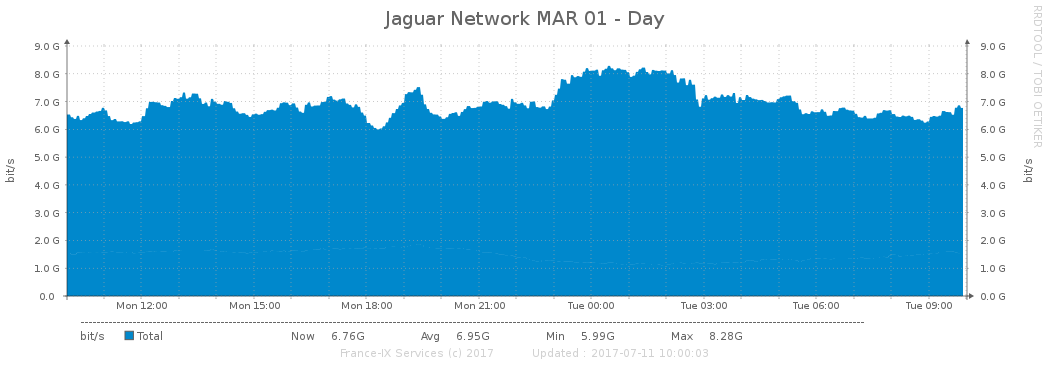 Jaguar Network MAR 01 - Day
RRDTOOL / TOBI OETIKER
9.0 G 9.0 G
8.0 G 8.0 G
7.0 G 7.0 G
6.0 G 6.0 G
5.0 G 5.0 G
4.0 G 4.0 G
3.0 G 3.0 G
2.0 G 2.0 G
1.0 G 1.0 G
0.0 0.0 G
bit/s bit/s
Mon 12:00 Mon 15:00 Mon 18:00 Mon 21:00 Tue 00:00 Tue 03:00 Tue 06:00 Tue 09:00
bit/s Total Now 6.76G Avg 6.95G Min 5.99G Max 8.28G
France-IX Services (c) 2017 Updated : 2017-07-11 10:00:03